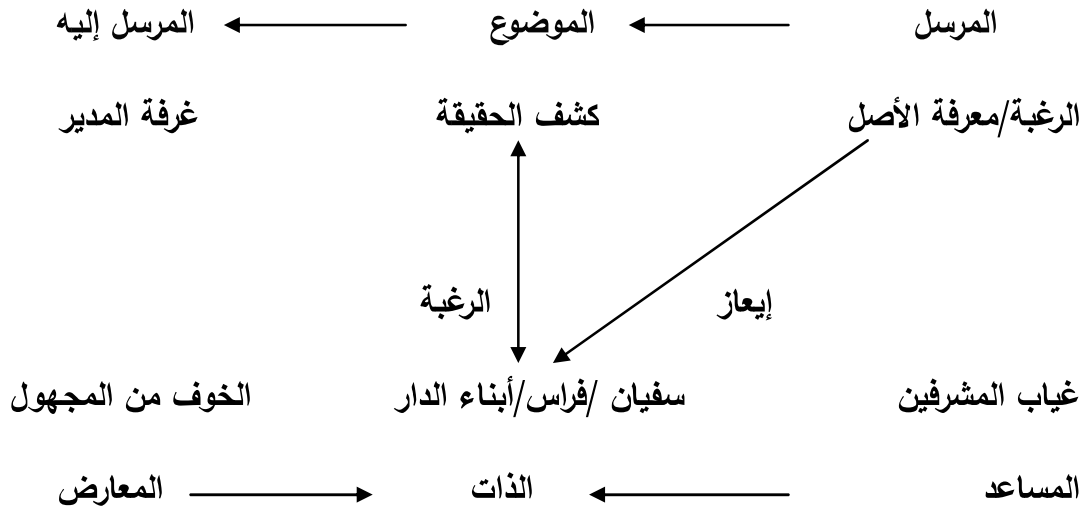 المرسل الموضوع المرسل إليه
الرغبة/معرفة الأصل كشف الحقيقة غرفة المدير
إيعاز الرغبة
غياب المشرفين سفيان /فراس/أبناء الدار الخوف من المجهول
المساعد الذات المعارض